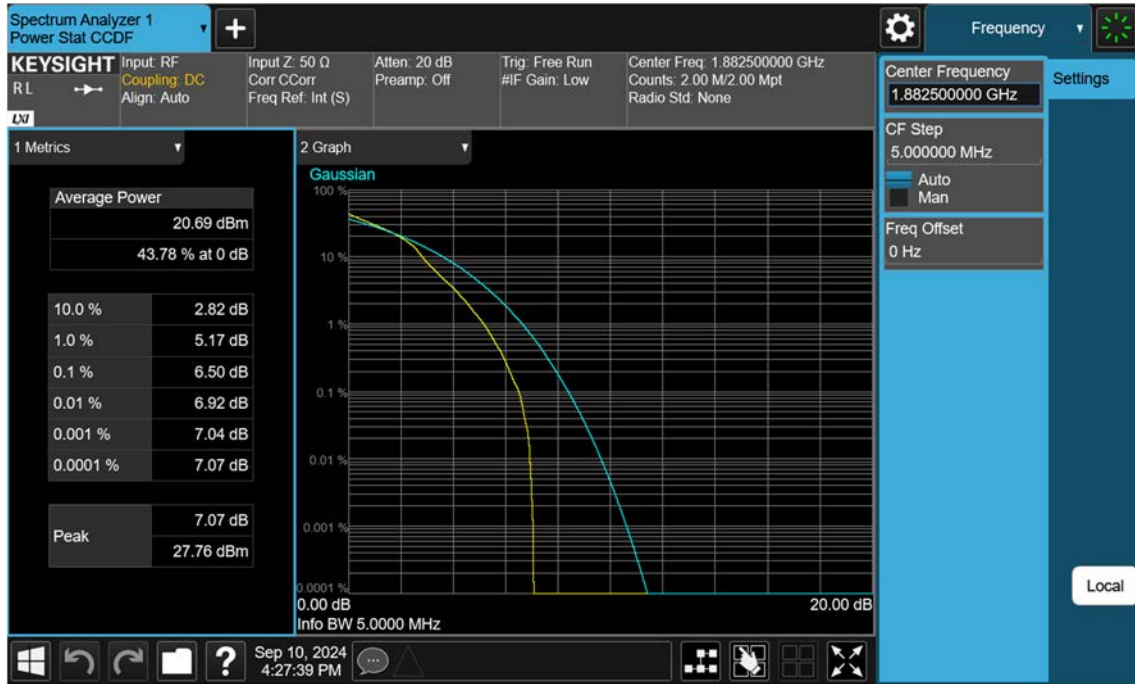 Spectrum Analyzer 1
Power Stat CCDF
+
Frequency
KEYSIGHT
R L
LXI
Input: RF
Coupling: DC
Align: Auto
Input Z: 50 Ω
Corr CCorr
Freq Ref: Int (S)
Atten: 20 dB
Preamp: Off
Trig: Free Run
#IF Gain: Low
Center Freq: 1.882500000 GHz
Counts: 2.00 M/2.00 Mpt
Radio Std: None
Center Frequency
1.882500000 GHz
Settings
CF Step
5.000000 MHz
Auto
Man
Freq Offset
0 Hz
1 Metrics
Average Power
20.69 dBm
43.78 % at 0 dB
10.0 % 2.82 dB
1.0 % 5.17 dB
0.1 % 6.50 dB
0.01 % 6.92 dB
0.001 % 7.04 dB
0.0001 % 7.07 dB
Peak
7.07 dB
27.76 dBm
2 Graph
Gaussian
100 %
10 %
1 %
0.1 %
0.01 %
0.001 %
0.0001 %
0.00 dB 20.00 dB
Info BW 5.0000 MHz
Local
?
Sep 10, 2024
4:27:39 PM